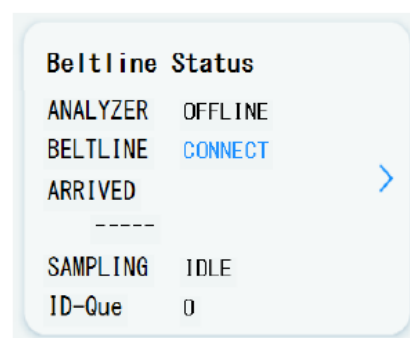 Beltline Status
ANALYZER OFFLINE
BELTLINE CONNECT
ARRIVED
-----
SAMPLING IDLE
ID-Que 0